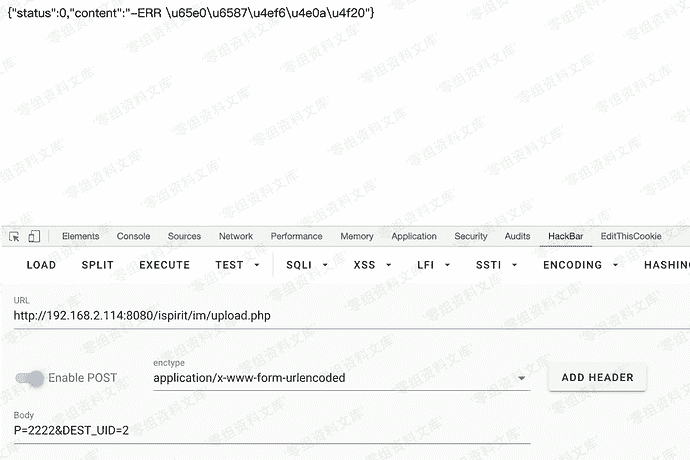 {"status":0,"content":"-ERR \u65e0\u6587\u4ef6\u4e0a\u4f20"}
零组资料文库
Elements Console Sources Network Performance Memory Application Security Audits HackBar EditThisCookie
LOAD SPLIT EXECUTE TEST SQLI XSS LFI SSTI ENCODING HASHIN
URL
http://192.168.2.114:8080/ispirit/im/upload.php
Enable POST
enctype
application/x-www-form-urlencoded
ADD HEADER
Body
P=2222&DEST_UID=2